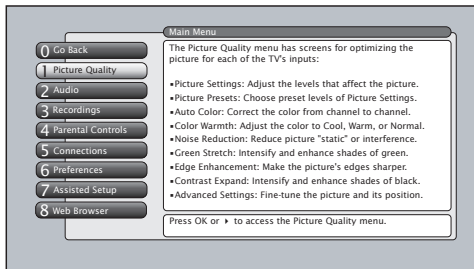 Main Menu
0 Go Back
1 Picture Quality
2 Audio
3 Recordings
4 Parental Controls
5 Connections
6 Preferences
7 Assisted Setup
8 Web Browser
The Picture Quality menu has screens for optimizing the
picture for each of the TV's inputs:
▪Picture Settings: Adjust the levels that affect the picture.
▪Picture Presets: Choose preset levels of Picture Settings.
▪Auto Color: Correct the color from channel to channel.
▪Color Warmth: Adjust the color to Cool, Warm, or Normal.
▪Noise Reduction: Reduce picture "static" or interference.
▪Green Stretch: Intensify and enhance shades of green.
▪Edge Enhancement: Make the picture's edges sharper.
▪Contrast Expand: Intensify and enhance shades of black.
▪Advanced Settings: Fine-tune the picture and its position.
Press OK or ▸ to access the Picture Quality menu.